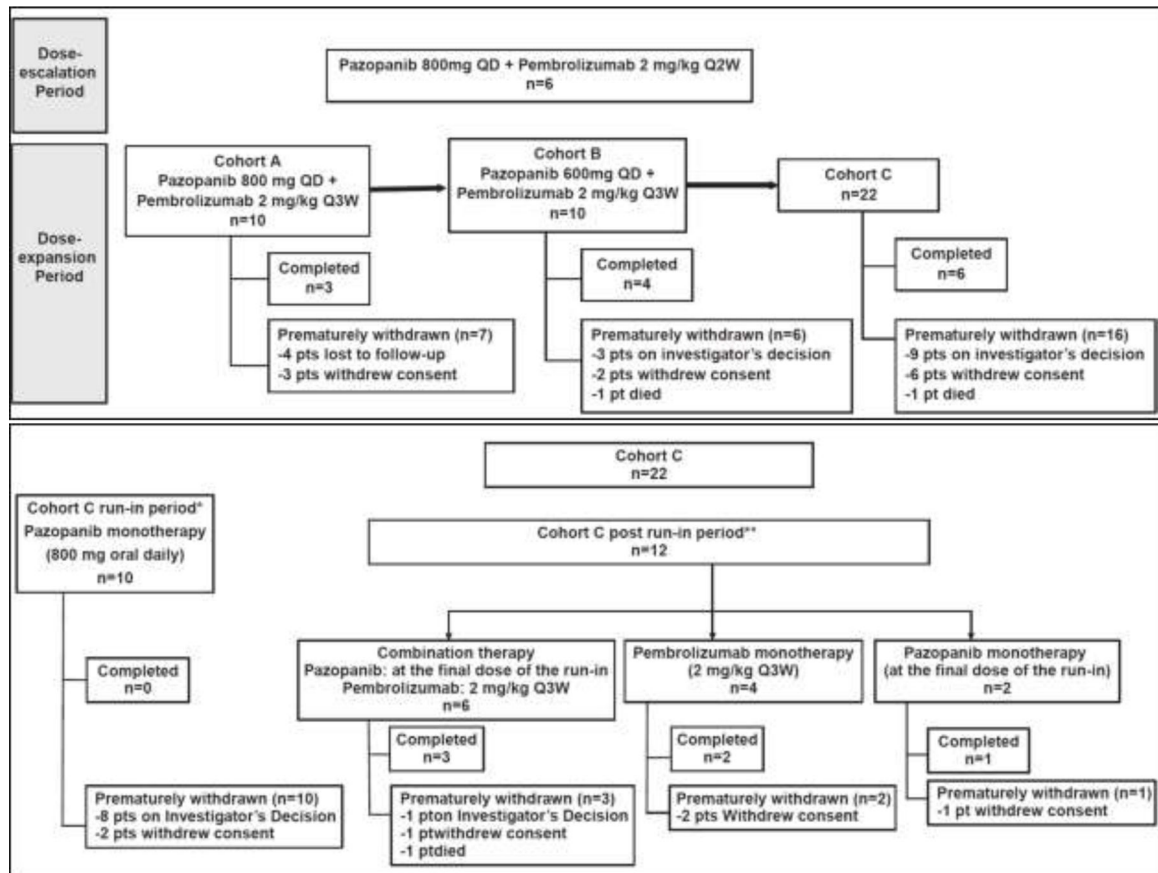 Dose-
escalation
Period
Pazopanib 800mg QD + Pembrolizumab 2 mg/kg Q2W
n=6
Dose-
expansion
Period
Cohort A
Pazopanib 800 mg QD +
Pembrolizumab 2 mg/kg Q3W
n=10
Completed
n=3
Prematurely withdrawn (n=7)
-4 pts lost to follow-up
-3 pts withdrew consent
Cohort B
Pazopanib 600mg QD +
Pembrolizumab 2 mg/kg Q3W
n=10
Completed
n=4
Prematurely withdrawn (n=6)
-3 pts on investigator's decision
-2 pts withdrew consent
-1 pt died
Cohort C
n=22
Completed
n=6
Prematurely withdrawn (n=16)
-9 pts on investigator's decision
-6 pts withdrew consent
-1 pt died
Cohort C
n=22
Cohort C run-in period*
Pazopanib monotherapy
(800 mg oral daily)
n=10
Completed
n=0
Prematurely withdrawn (n=10)
-8 pts on Investigator's Decision
-2 pts withdrew consent
Cohort C post run-in period**
n=12
Combination therapy
Pazopanib: at the final dose of the run-in
Pembrolizumab: 2 mg/kg Q3W
n=6
Completed
n=3
Prematurely withdrawn (n=3)
-1 pton Investigator's Decision
-1 ptwithdrew consent
-1 ptdied
Pembrolizumab monotherapy
(2 mg/kg Q3W)
n=4
Completed
n=2
Prematurely withdrawn (n=2)
-2 pts Withdrew consent
Pazopanib monotherapy
(at the final dose of the run-in)
n=2
Completed
n=1
Prematurely withdrawn (n=1)
-1 pt withdrew consent